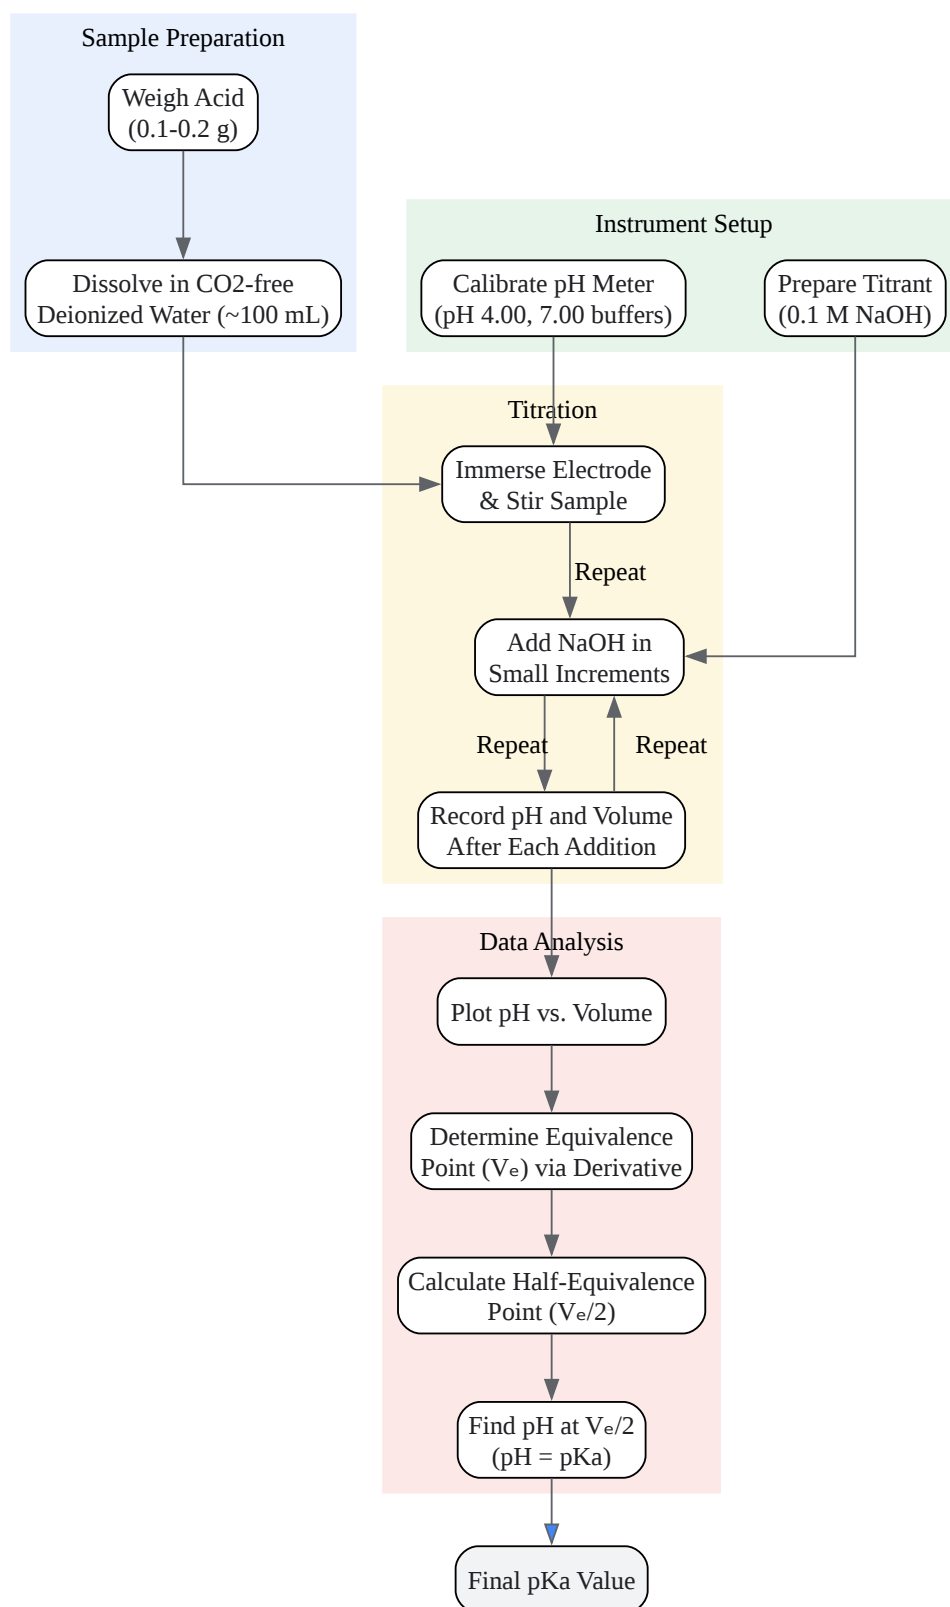 Sample Preparation
Weigh Acid
(0.1-0.2 g)
Dissolve in CO2-free
Deionized Water (~100 mL)
Instrument Setup
Calibrate pH Meter
(pH 4.00, 7.00 buffers)
Prepare Titrant
(0.1 M NaOH)
Titration
Immerse Electrode
& Stir Sample
Repeat
Add NaOH in
Small Increments
Repeat
Repeat
Record pH and Volume
After Each Addition
Data Analysis
Plot pH vs. Volume
Determine Equivalence
Point (Vₑ) via Derivative
Calculate Half-Equivalence
Point (Vₑ/2)
Find pH at Vₑ/2
(pH = pKa)
Final pKa Value